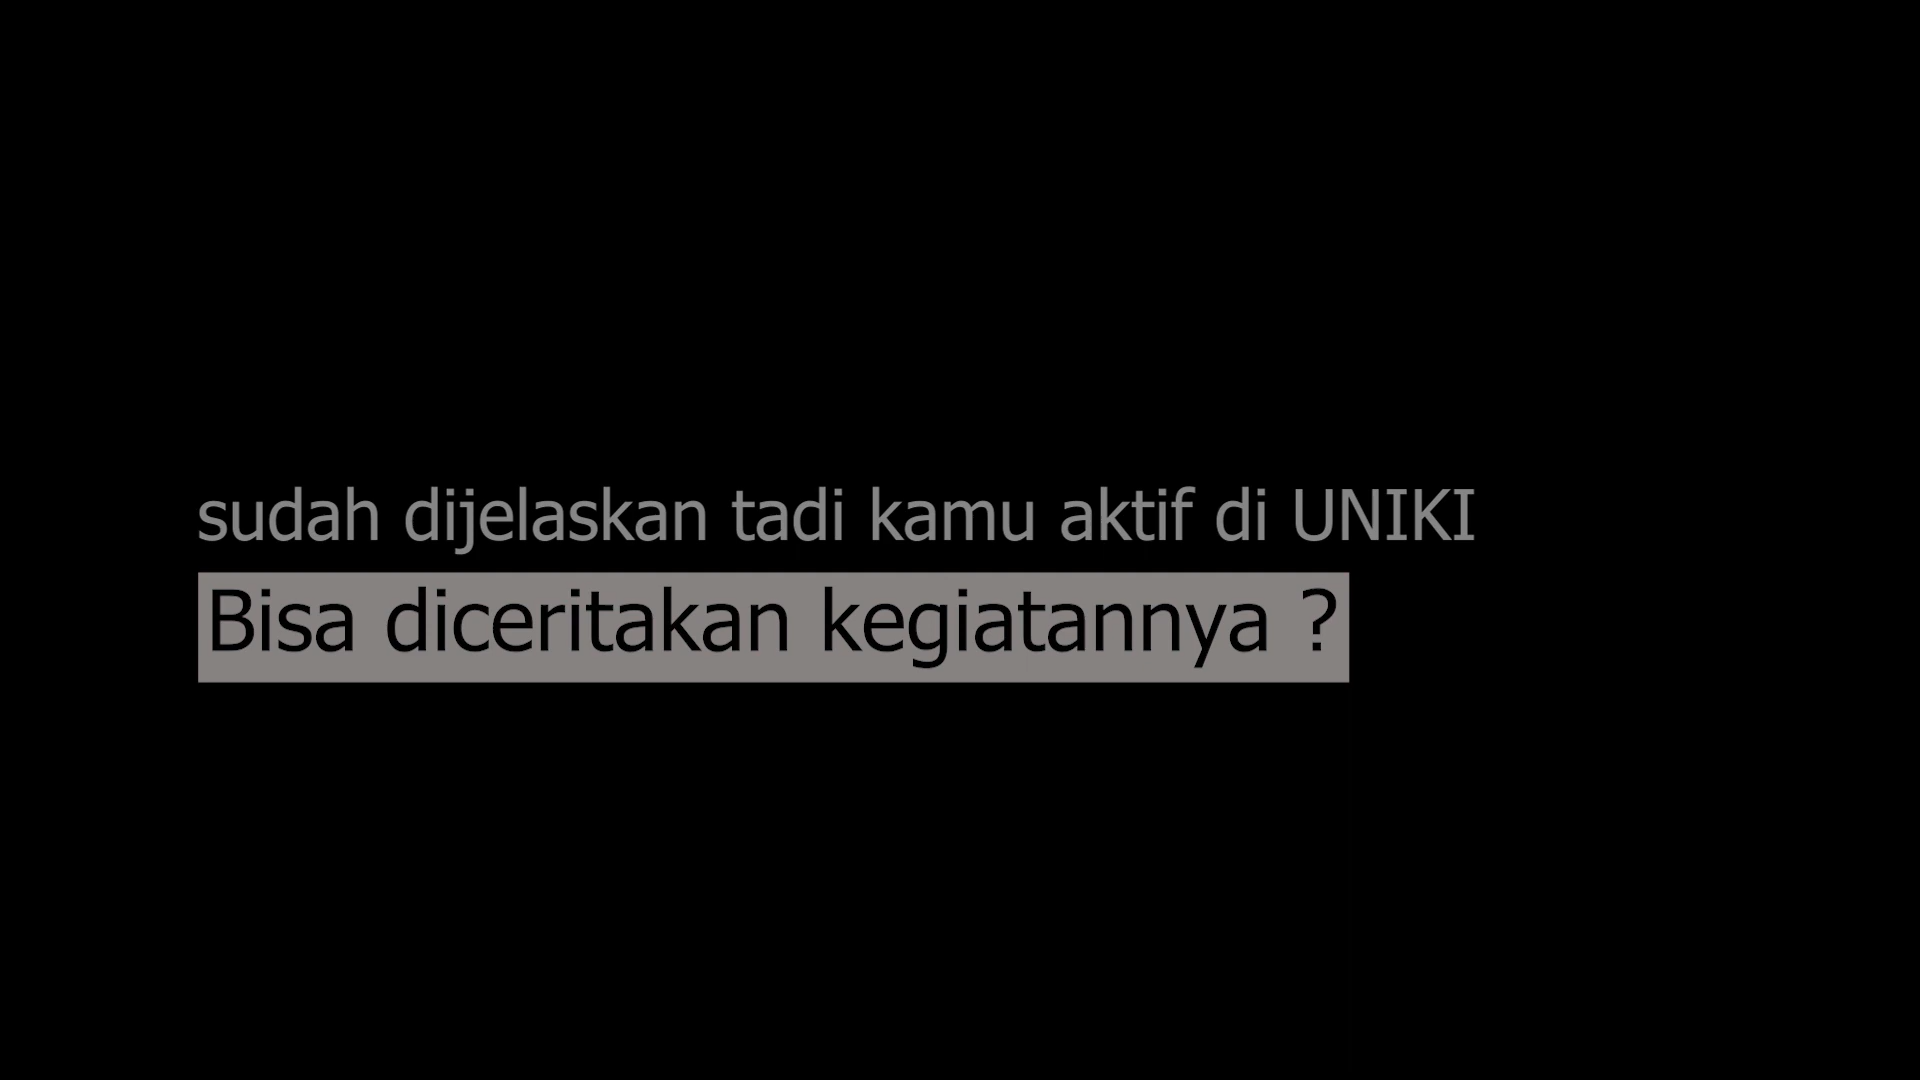 sudah dijelaskan tadi kamu aktif di UNIKI
Bisa diceritakan kegiatannya ?